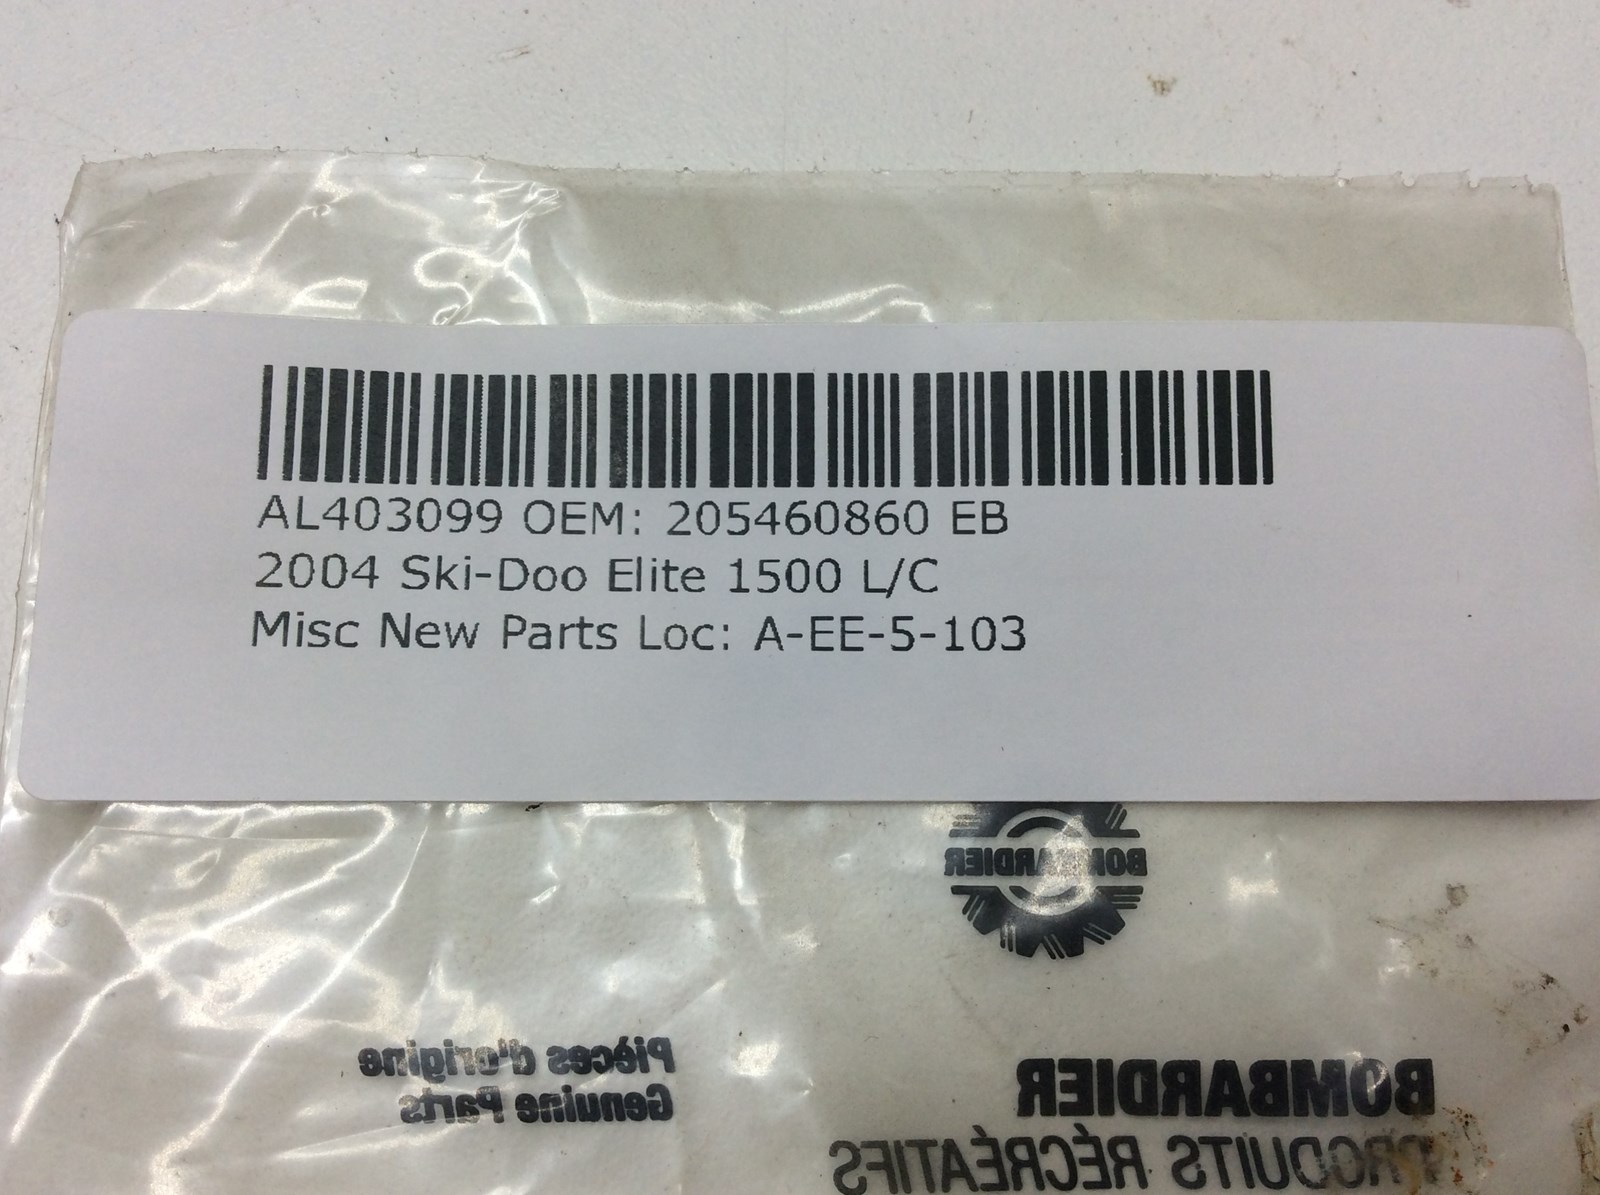 AL403099 OEM: 205460860 EB
2004 Ski-Doo Elite 1500 L/C
Misc New Parts Loc: A-EE-5-103
BOMBARDIER
Pièces d'origine
Genuine Parts
BOMBARDIER
PRODUITS RÉCRÉATIFS